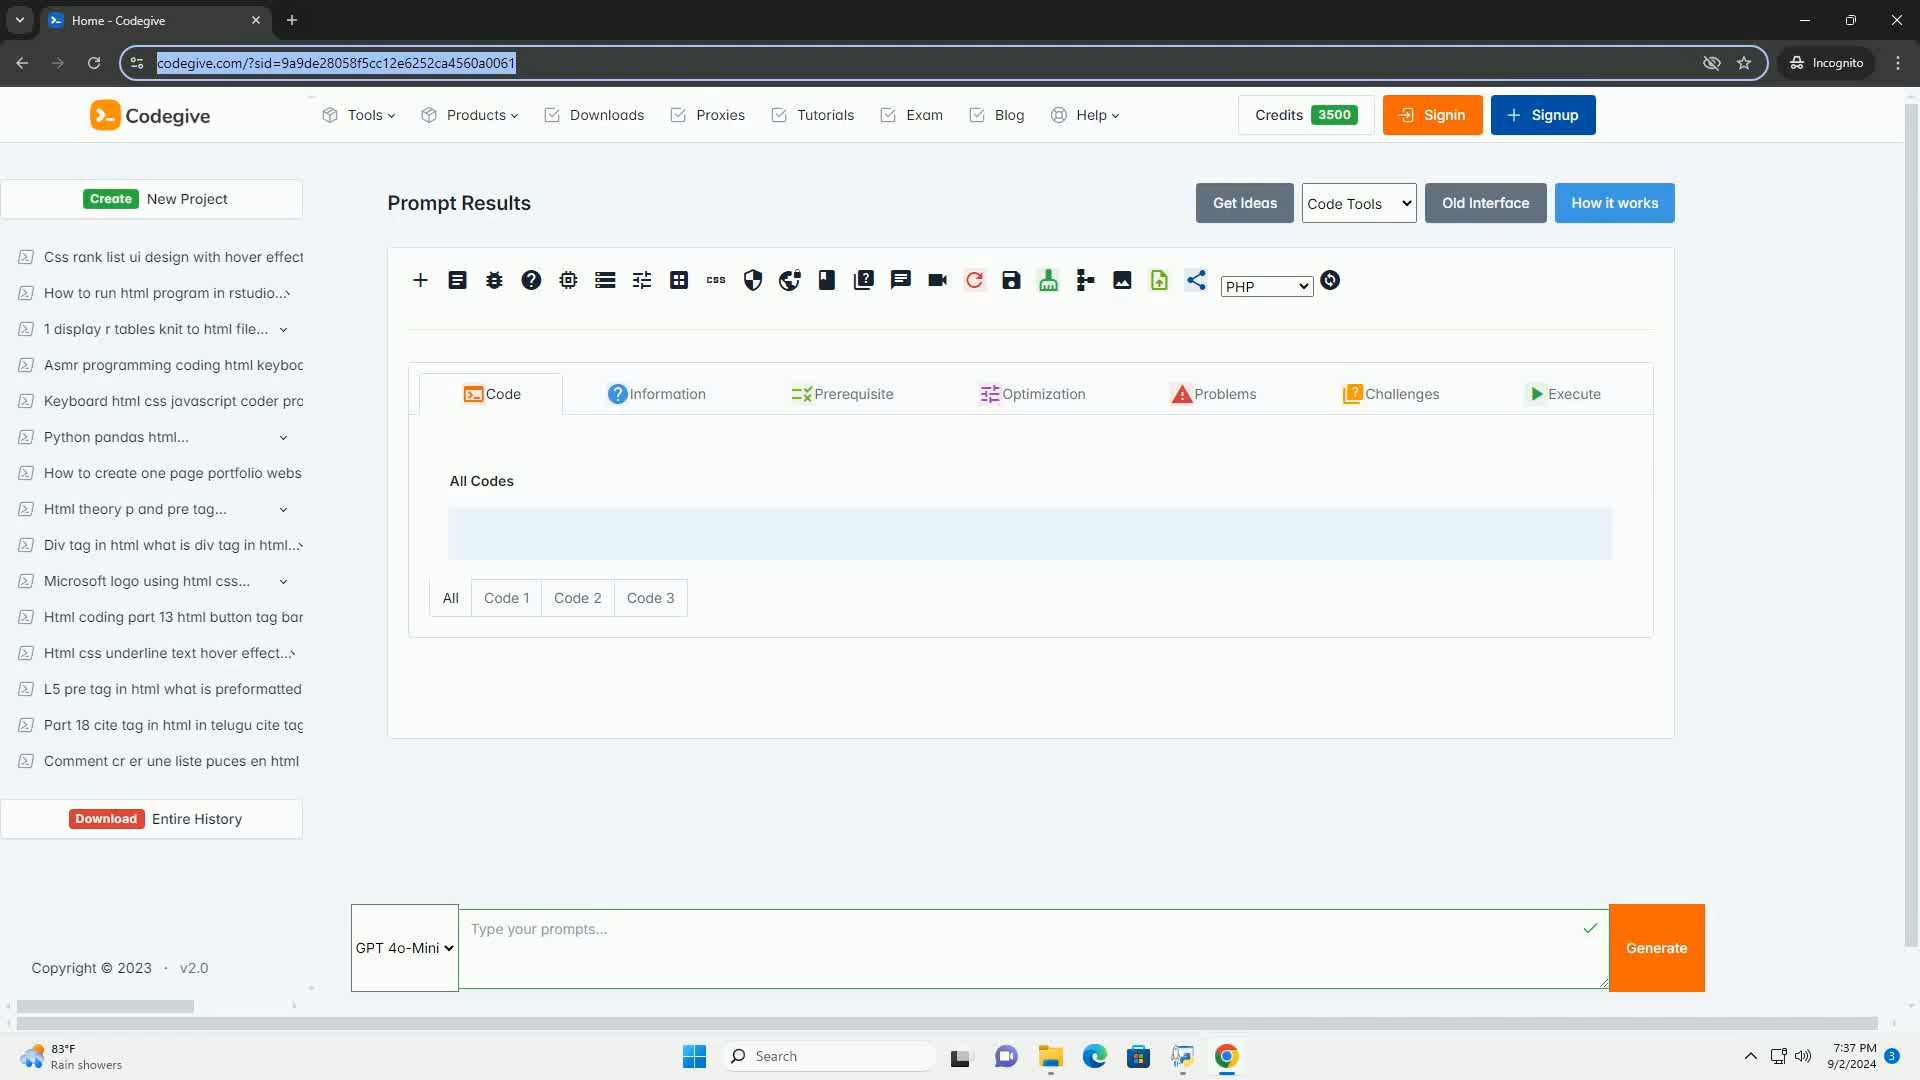 Home - Codegive
codegive.com/?sid=9a9de28058f5cc12e6252ca4560a0061
Incognito
Codegive
Tools
Products
Downloads
Proxies
Tutorials
Exam
Blog
Help
Credits 3500
Signin
Signup
Create New Project
Css rank list ui design with hover effect
How to run html program in rstudio...
1 display r tables knit to html file...
Asmr programming coding html keyboa
Keyboard html css javascript coder pro
Python pandas html...
How to create one page portfolio webs
Html theory p and pre tag...
Div tag in html what is div tag in html...
Microsoft logo using html css...
Html coding part 13 html button tag ban
Html css underline text hover effect...
L5 pre tag in html what is preformatted
Part 18 cite tag in html in telugu cite tag
Comment cr er une liste puces en html
Download Entire History
Copyright © 2023 · v2.0
Prompt Results
Get Ideas
Code Tools
Old Interface
How it works
css
PHP
Code
Information
Prerequisite
Optimization
Problems
Challenges
Execute
All Codes
All
Code 1
Code 2
Code 3
GPT 4o-Mini
Type your prompts...
Generate
83°F
Rain showers
Search
7:37 PM
9/2/2024
3